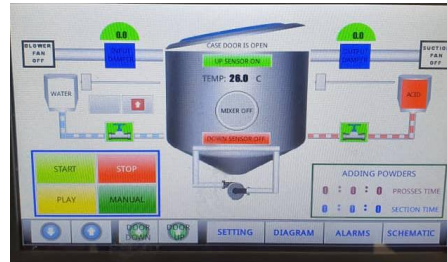 0.0
0.0
BLOWER
FAN
OFF
CASE DOOR IS OPEN
SUCTION
FAN
OFF
UP SENSOR ON
TEMP: 26.0 C
WATER
ACID
MIXER OFF
DOWN SENSOR OFF
START
STOP
PLAY
MANUAL
ADDING POWDERS
0 : 0 : 0 PROSSES TIME
0 : 0 : 0 SECTION TIME
DOOR
DOWN
DOOR
UP
SETTING
DIAGRAM
ALARMS
SCHEMATIC